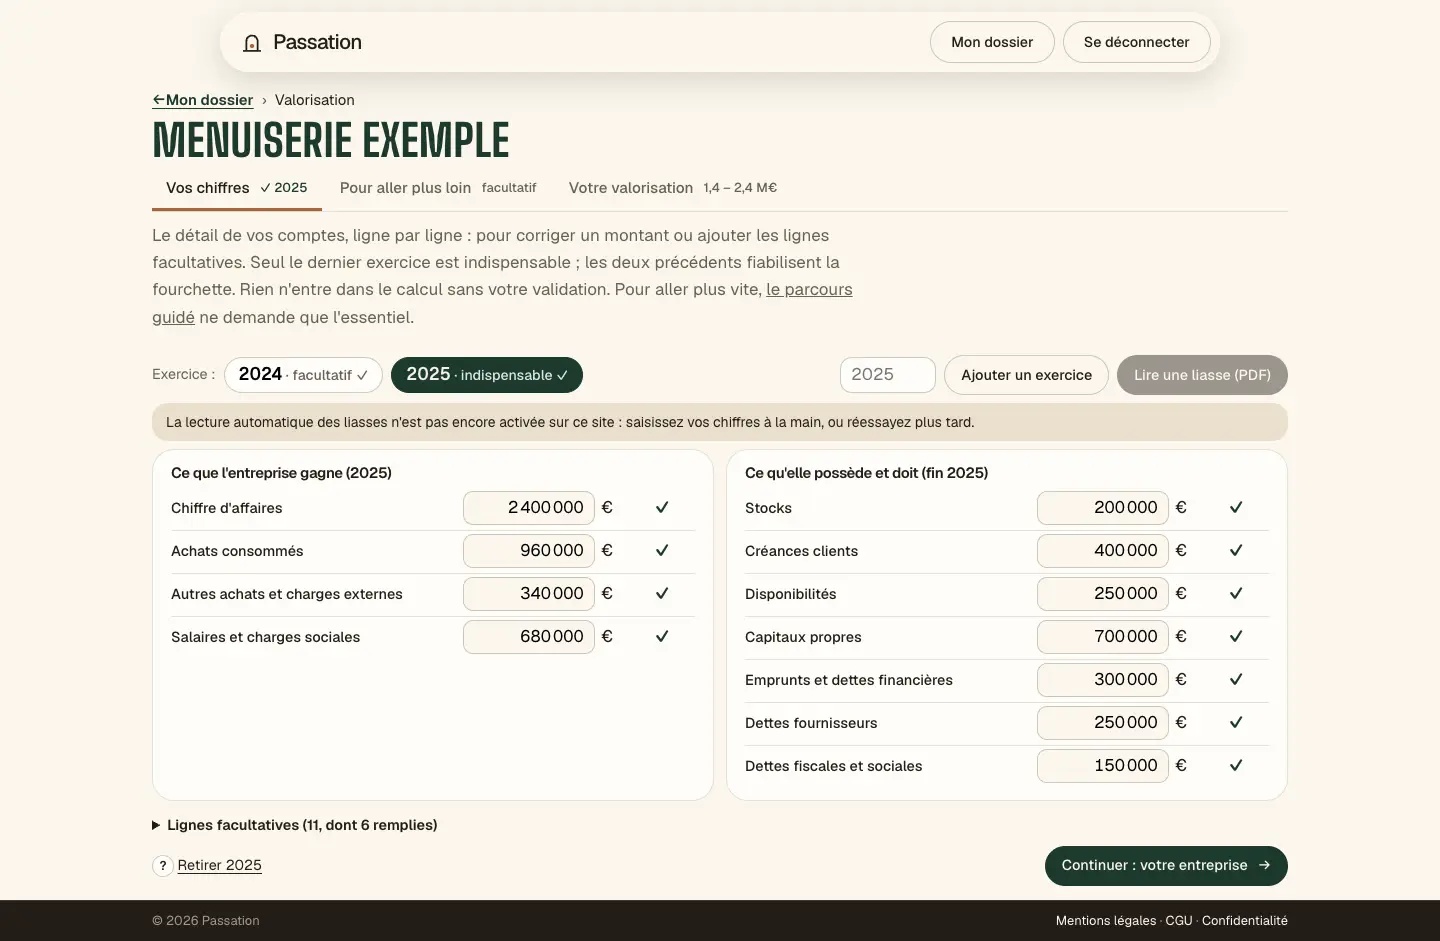 Passation
Mon dossier
Se déconnecter
←Mon dossier › Valorisation
MENUISERIE EXEMPLE
Vos chiffres ✓ 2025
Pour aller plus loin facultatif
Votre valorisation 1,4 – 2,4 M€
Le détail de vos comptes, ligne par ligne : pour corriger un montant ou ajouter les lignes
facultatives. Seul le dernier exercice est indispensable ; les deux précédents fiabilisent la
fourchette. Rien n'entre dans le calcul sans votre validation. Pour aller plus vite, le parcours
guidé ne demande que l'essentiel.
Exercice :
2024 · facultatif ✓
2025 · indispensable ✓
2025
Ajouter un exercice
Lire une liasse (PDF)
La lecture automatique des liasses n'est pas encore activée sur ce site : saisissez vos chiffres à la main, ou réessayez plus tard.
Ce que l'entreprise gagne (2025)
Chiffre d'affaires 2 400 000 € ✓
Achats consommés 960 000 € ✓
Autres achats et charges externes 340 000 € ✓
Salaires et charges sociales 680 000 € ✓
Ce qu'elle possède et doit (fin 2025)
Stocks 200 000 € ✓
Créances clients 400 000 € ✓
Disponibilités 250 000 € ✓
Capitaux propres 700 000 € ✓
Emprunts et dettes financières 300 000 € ✓
Dettes fournisseurs 250 000 € ✓
Dettes fiscales et sociales 150 000 € ✓
▶ Lignes facultatives (11, dont 6 remplies)
? Retirer 2025
Continuer : votre entreprise →
© 2026 Passation
Mentions légales · CGU · Confidentialité